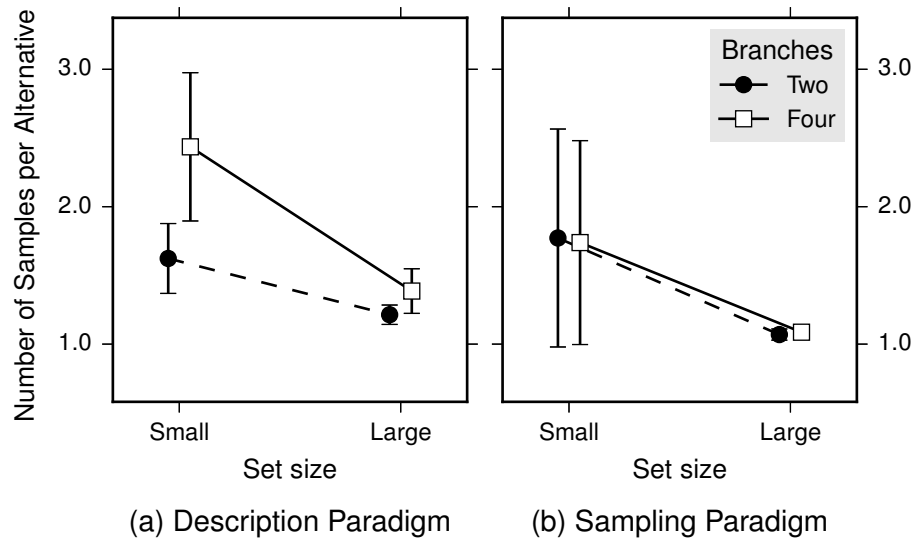 Number of Samples per Alternative
3.0
2.0
1.0
Small
Large
Set size
(a) Description Paradigm
Branches
Two
Four
3.0
2.0
1.0
Small
Large
Set size
(b) Sampling Paradigm